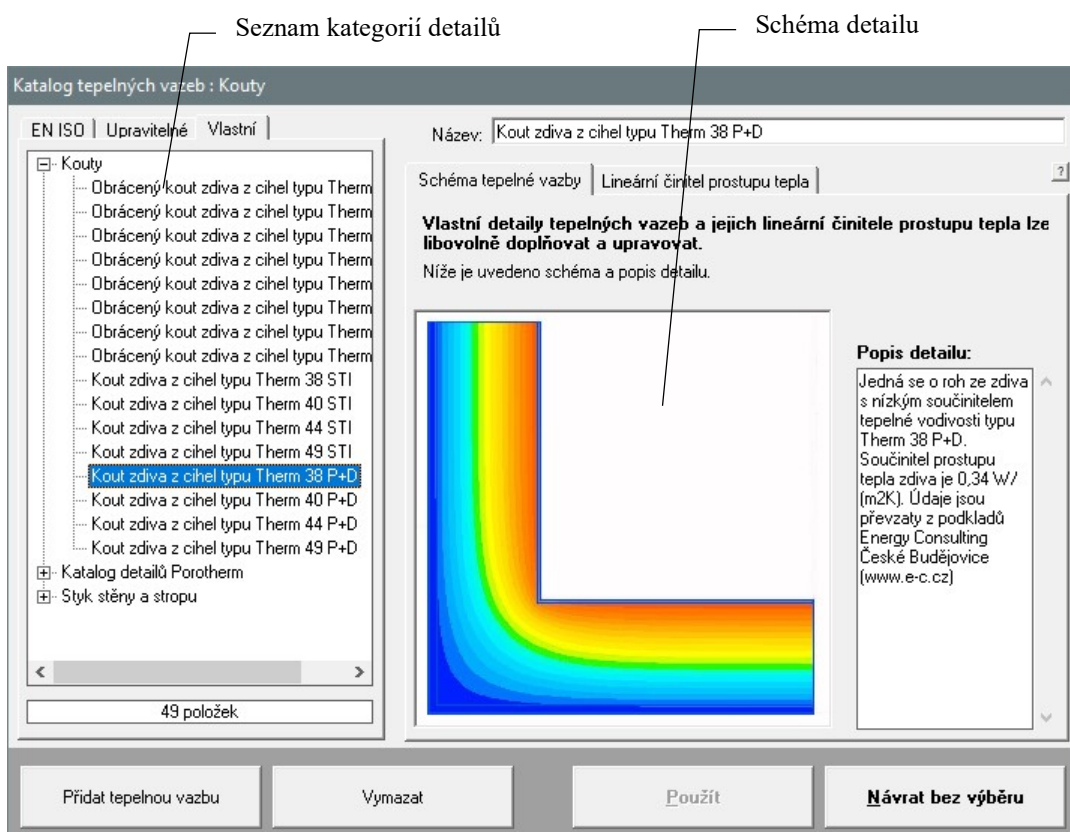 Seznam kategorií detailů
Schéma detailu
Katalog tepelných vazeb : Kouty
EN ISO
Upravitelné
Vlastní
Kouty
Obrácený kout zdiva z cihel typu Therm
Obrácený kout zdiva z cihel typu Therm
Obrácený kout zdiva z cihel typu Therm
Obrácený kout zdiva z cihel typu Therm
Obrácený kout zdiva z cihel typu Therm
Obrácený kout zdiva z cihel typu Therm
Obrácený kout zdiva z cihel typu Therm
Obrácený kout zdiva z cihel typu Therm
Kout zdiva z cihel typu Therm 38 STI
Kout zdiva z cihel typu Therm 40 STI
Kout zdiva z cihel typu Therm 44 STI
Kout zdiva z cihel typu Therm 49 STI
Kout zdiva z cihel typu Therm 38 P+D
Kout zdiva z cihel typu Therm 40 P+D
Kout zdiva z cihel typu Therm 44 P+D
Kout zdiva z cihel typu Therm 49 P+D
Katalog detailů Porotherm
Styk stěny a stropu
49 položek
Název: Kout zdiva z cihel typu Therm 38 P+D
Schéma tepelné vazby
Lineární činitel prostupu tepla
?
Vlastní detaily tepelných vazeb a jejich lineární činitele prostupu tepla lze
libovolně doplňovat a upravovat.
Níže je uvedeno schéma a popis detailu.
Popis detailu:
Jedná se o roh ze zdiva
s nízkým součinitelem
tepelné vodivosti typu
Therm 38 P+D.
Součinitel prostupu
tepla zdiva je 0,34 W/
(m2K). Údaje jsou
převzaty z podkladů
Energy Consulting
České Budějovice
(www.e-c.cz)
Přidat tepelnou vazbu
Vymazat
Použít
Návrat bez výběru